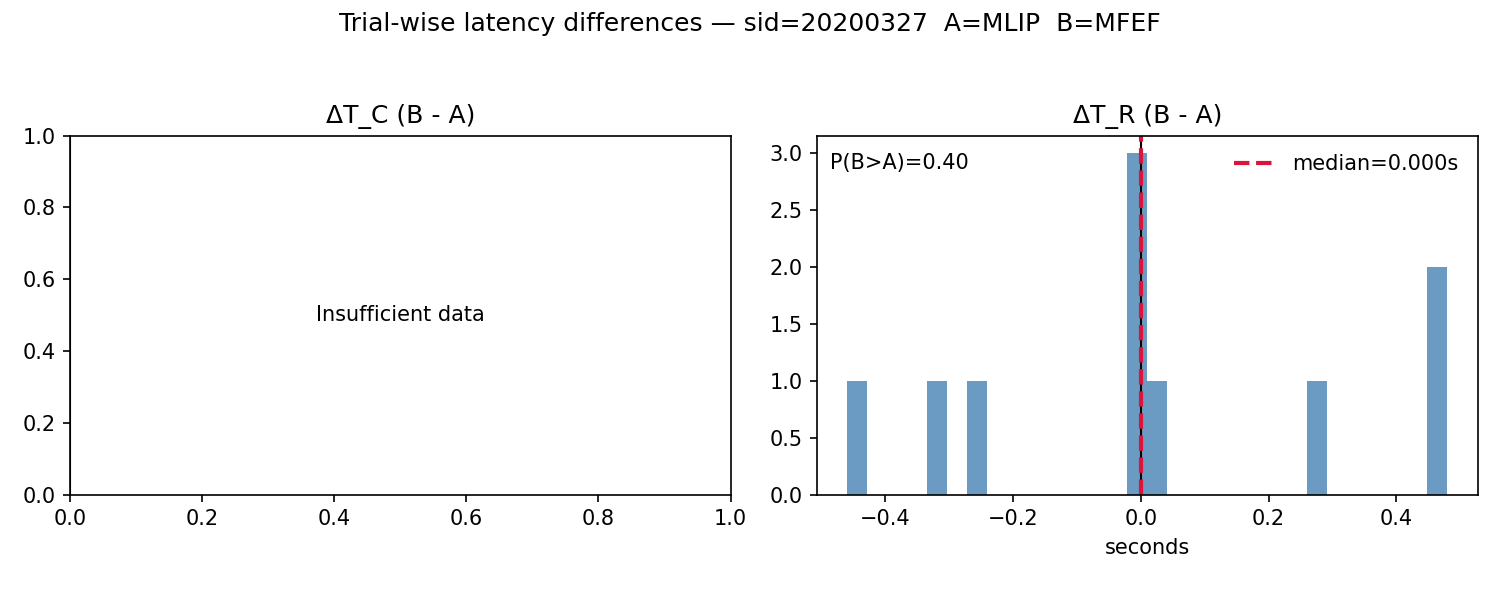 Trial-wise latency differences — sid=20200327  A=MLIP  B=MFEF
ΔT_C (B - A)
1.0
0.8
0.6
0.4
0.2
0.0
Insufficient data
0.0 0.2 0.4 0.6 0.8 1.0
ΔT_R (B - A)
3.0
2.5
2.0
1.5
1.0
0.5
0.0
P(B>A)=0.40
median=0.000s
−0.4 −0.2 0.0 0.2 0.4
seconds